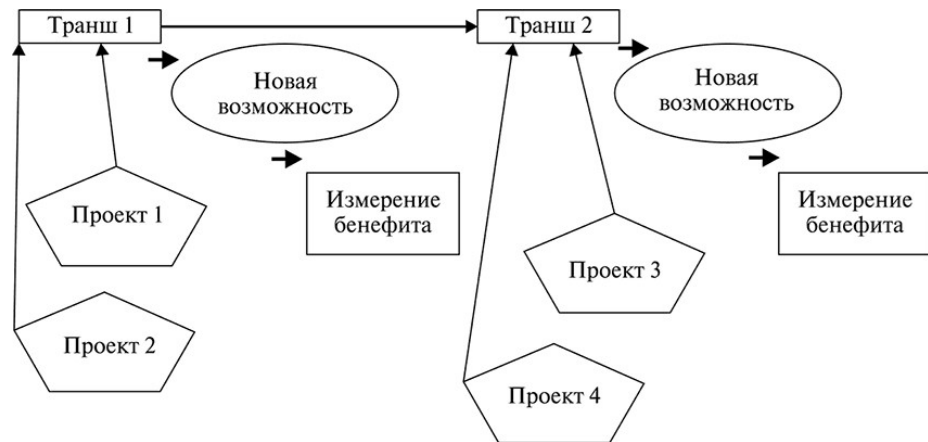 Транш 1
Транш 2
Новая
возможность
Новая
возможность
Измерение
бенефита
Измерение
бенефита
Проект 1
Проект 3
Проект 2
Проект 4